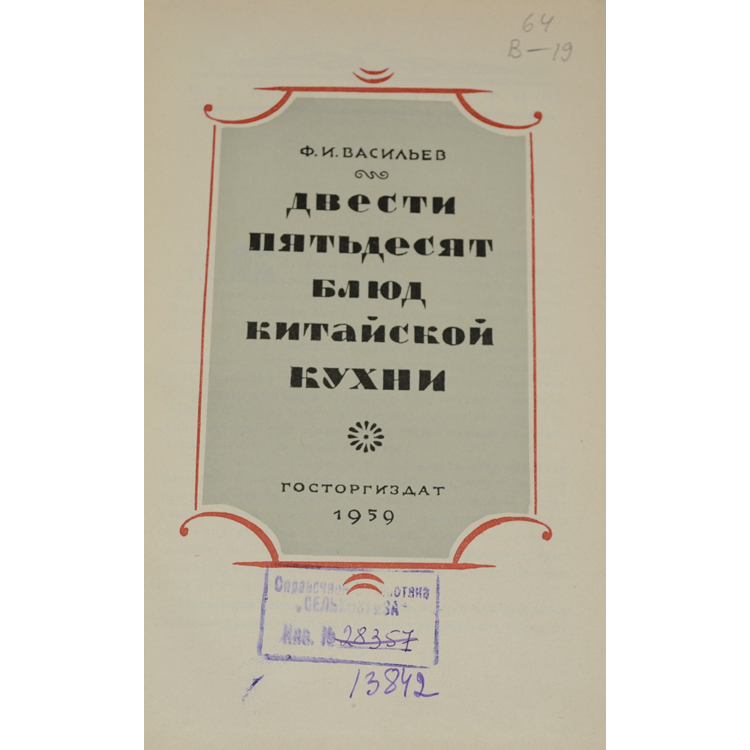 64
В—19
Ф. И. ВАСИЛЬЕВ
ДВЕСТИ
ПЯТЬДЕСЯТ
БЛЮД
КИТАЙСКОЙ
КУХНИ
ГОСТОРГИЗДАТ
1959
Инв. № 28357
13842